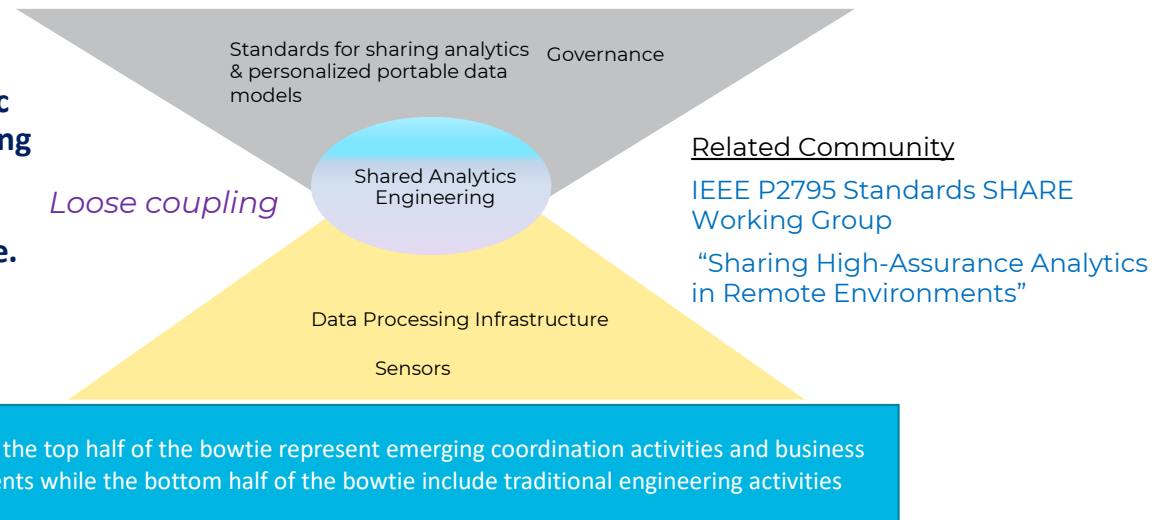 Standards for sharing analytics
& personalized portable data
models
Governance
c
ng
Loose coupling
e.
Shared Analytics
Engineering
Related Community
IEEE P2795 Standards SHARE
Working Group
“Sharing High-Assurance Analytics
in Remote Environments”
Data Processing Infrastructure
Sensors
the top half of the bowtie represent emerging coordination activities and business
ents while the bottom half of the bowtie include traditional engineering activities